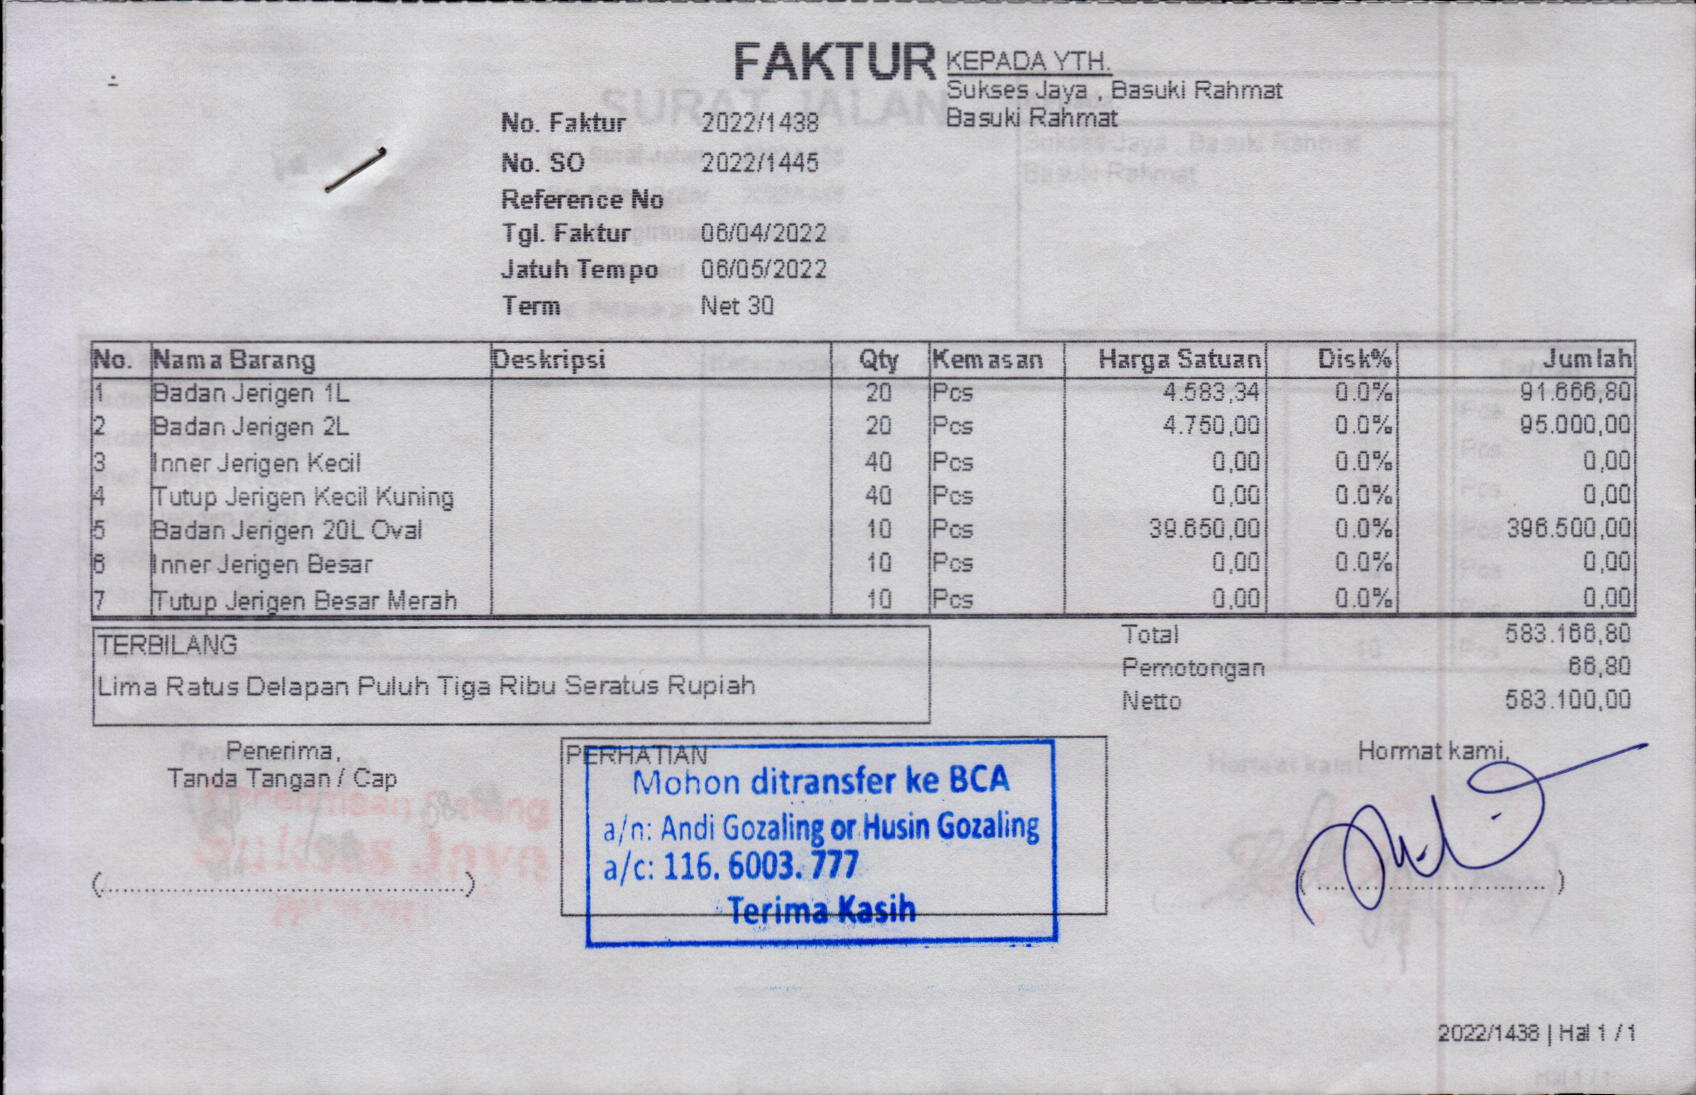 FAKTUR
KEPADA YTH.
Sukses Jaya , Basuki Rahmat
Basuki Rahmat
No. Faktur 2022/1438
No. SO 2022/1445
Reference No
Tgl. Faktur 06/04/2022
Jatuh Tempo 06/05/2022
Term Net 30
SURAT JALAN
No. Nama Barang Deskripsi Qty Kemasan Harga Satuan Disk% Jumlah
1 Badan Jerigen 1L 20 Pcs 4.583,34 0.0% 91.666,80
2 Badan Jerigen 2L 20 Pcs 4.750,00 0.0% 95.000,00
3 Inner Jerigen Kecil 40 Pcs 0,00 0.0% 0,00
4 Tutup Jerigen Kecil Kuning 40 Pcs 0,00 0.0% 0,00
5 Badan Jerigen 20L Oval 10 Pcs 39.650,00 0.0% 396.500,00
6 Inner Jerigen Besar 10 Pcs 0,00 0.0% 0,00
7 Tutup Jerigen Besar Merah 10 Pcs 0,00 0.0% 0,00
TERBILANG
Lima Ratus Delapan Puluh Tiga Ribu Seratus Rupiah
Total 583.166,80
Pemotongan 66,80
Netto 583.100,00
Penerima,
Tanda Tangan / Cap
(........................................)
PERHATIAN
Mohon ditransfer ke BCA
a/n: Andi Gozaling or Husin Gozaling
a/c: 116. 6003. 777
Terima Kasih
Hormat kami,
(..............................)
2022/1438 | Hal 1 / 1